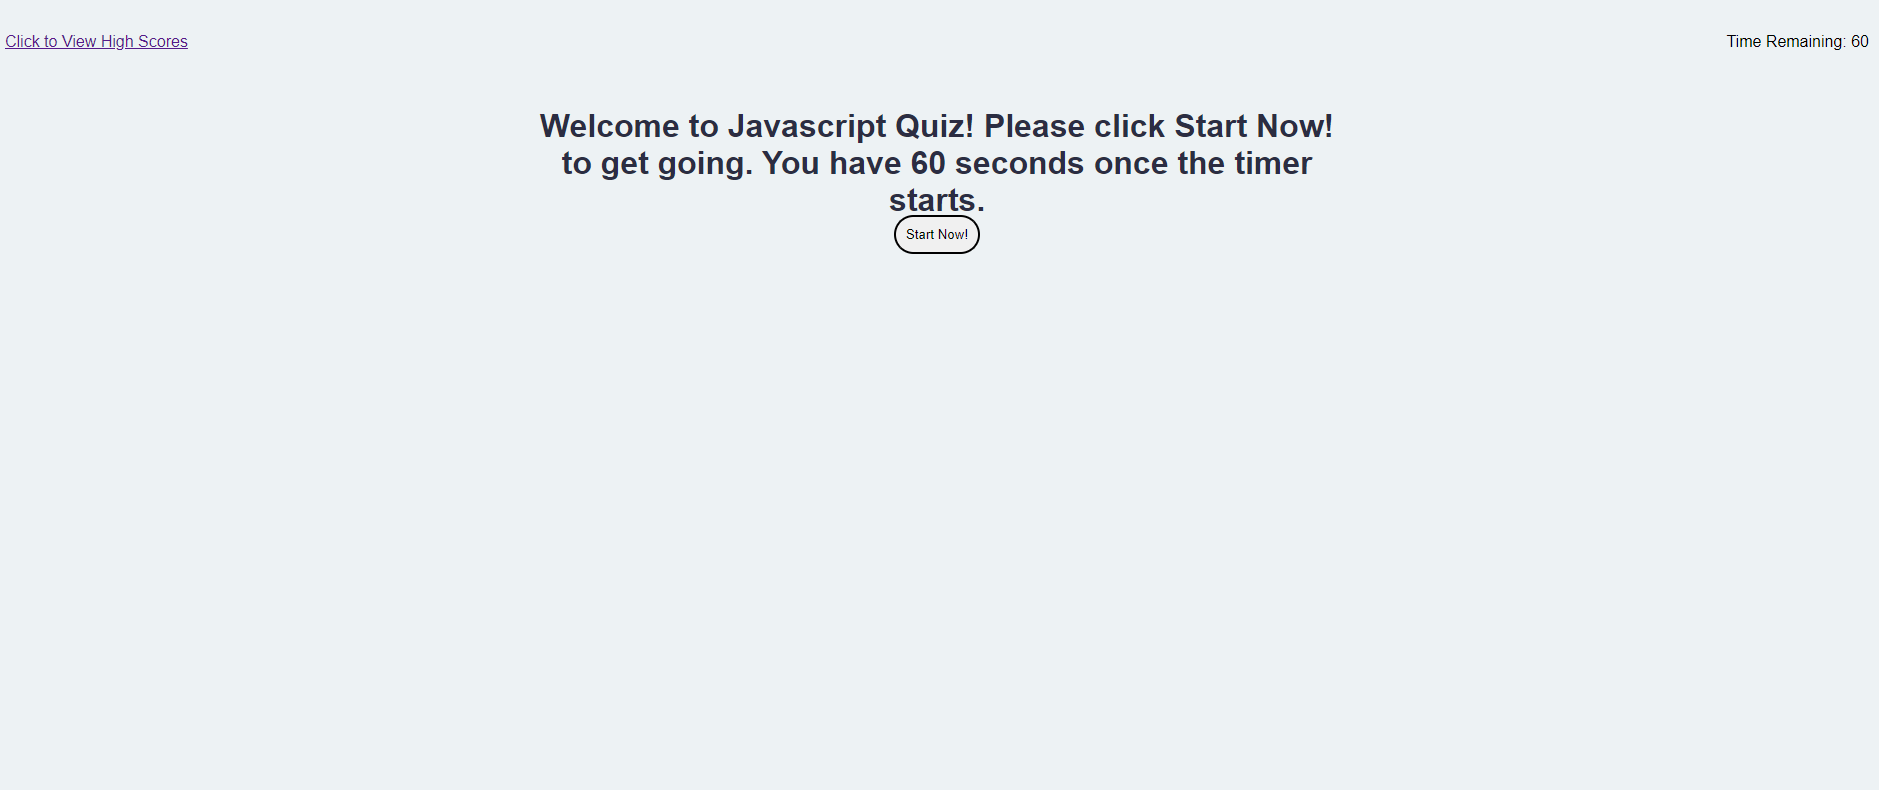 Click to View High Scores
Time Remaining: 60
Welcome to Javascript Quiz! Please click Start Now!
to get going. You have 60 seconds once the timer
starts.
Start Now!